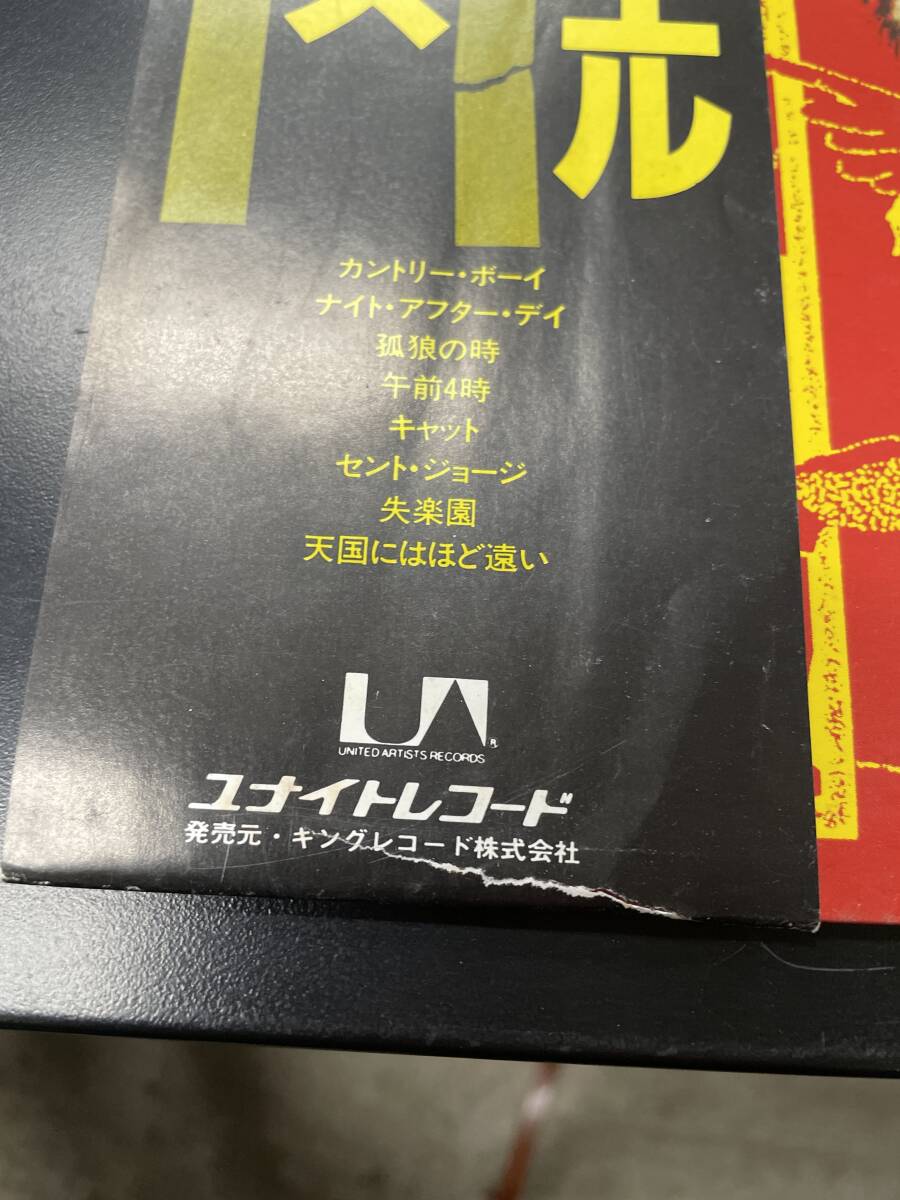 カントリー・ボーイ
ナイト・アフター・デイ
孤狼の時
午前4時
キャット
セント・ジョージ
失楽園
天国にはほど遠い
UA
R
UNITED ARTISTS RECORDS
ユナイトレコード
発売元・キングレコード株式会社